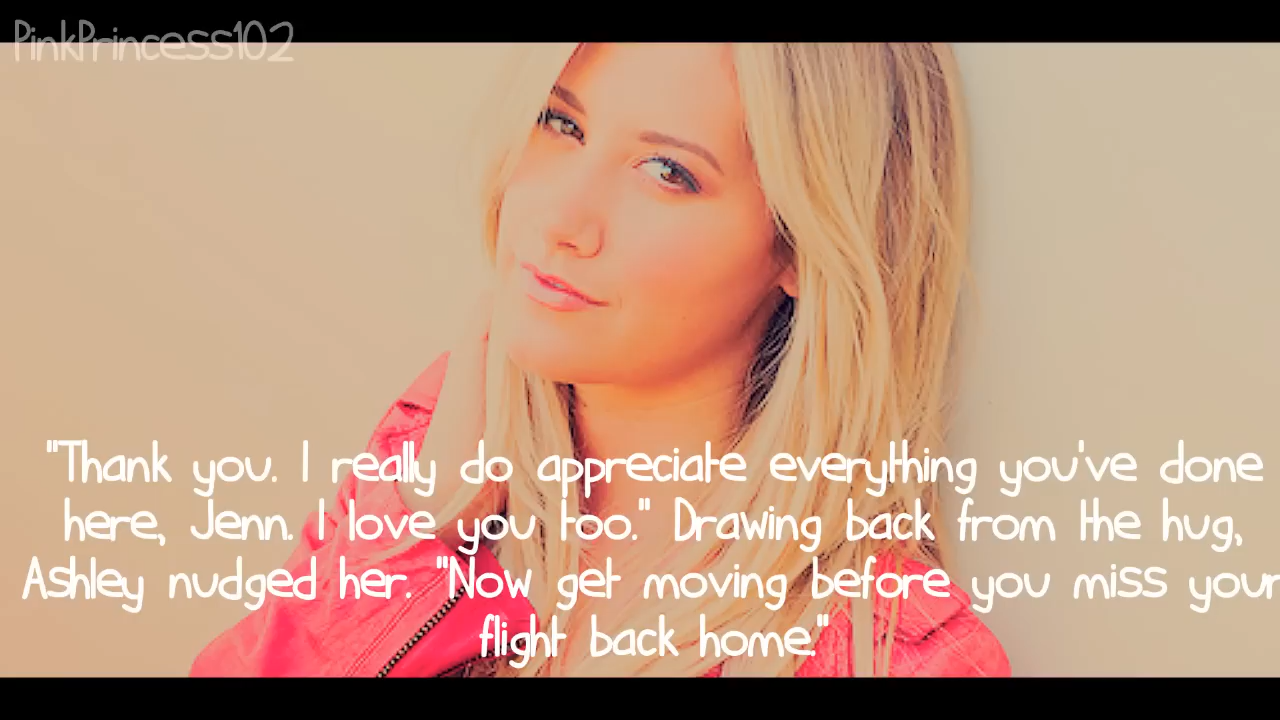 PinkPrincess102
"Thank you. I really do appreciate everything you've done
here, Jenn. I love you too." Drawing back from the hug,
Ashley nudged her. "Now get moving before you miss your
flight back home."